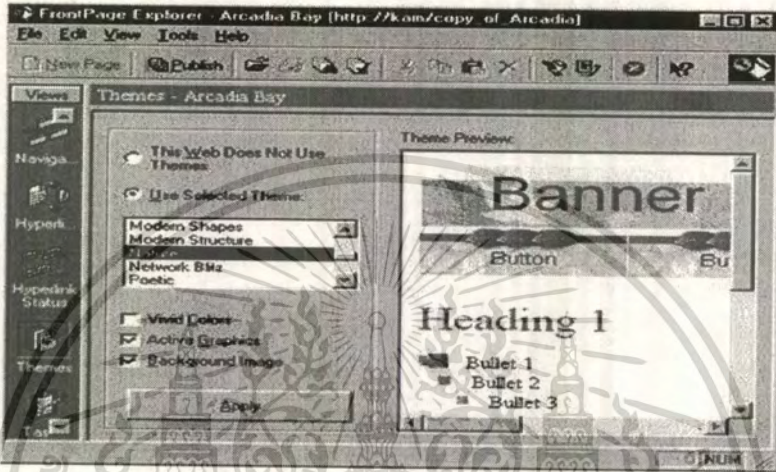 FrontPage Explorer - Arcadia Bay [http://kam/copy_of_Arcadia]
File Edit View Tools Help
New Page Publish
Views Themes - Arcadia Bay
Naviga...
Hyperli...
Hyperlink
Status
Themes
This Web Does Not Use
Themes
Use Selected Theme:
Modern Shapes
Modern Structure
Nature
Network Blitz
Poetic
Vivid Colors
Active Graphics
Background Image
Apply
Theme Preview:
Banner
Button Bu
Heading 1
Bullet 1
Bullet 2
Bullet 3
NUM